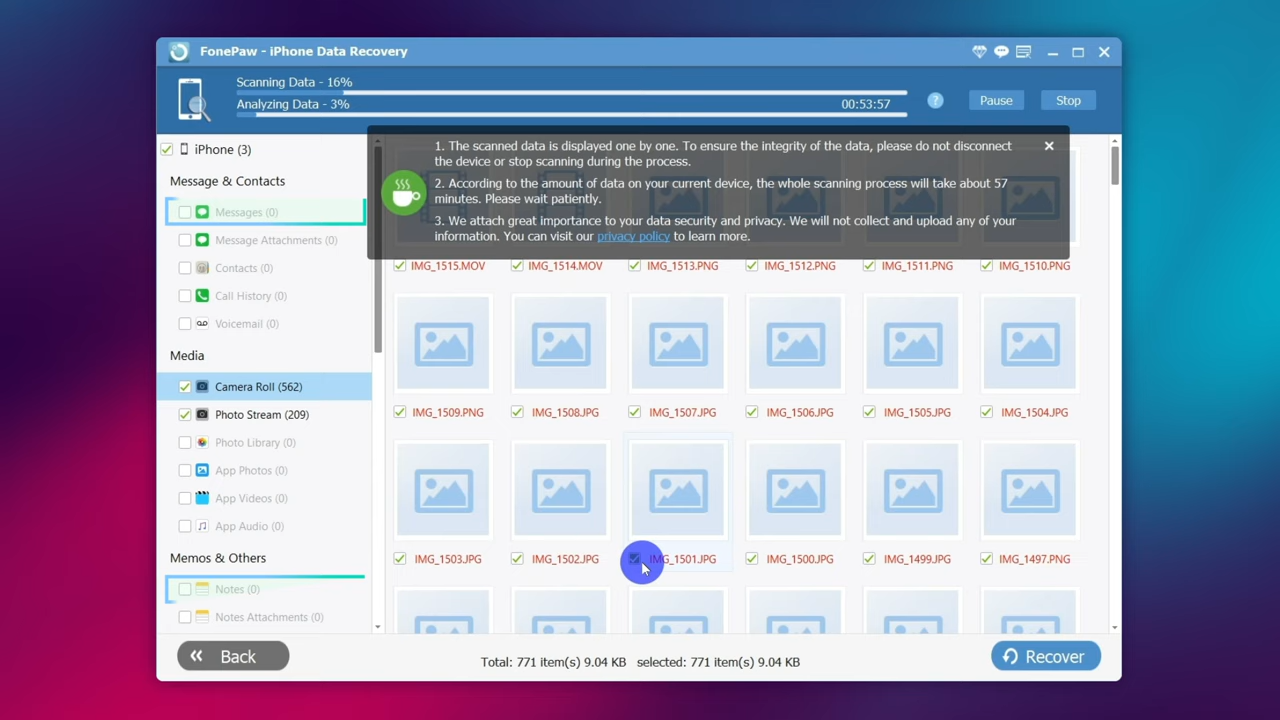 FonePaw - iPhone Data Recovery
Scanning Data - 16%
Analyzing Data - 3%
00:53:57
?
Pause
Stop
iPhone (3)
Message & Contacts
Messages (0)
Message Attachments (0)
Contacts (0)
Call History (0)
Voicemail (0)
Media
Camera Roll (562)
Photo Stream (209)
Photo Library (0)
App Photos (0)
App Videos (0)
App Audio (0)
Memos & Others
Notes (0)
Notes Attachments (0)
1. The scanned data is displayed one by one. To ensure the integrity of the data, please do not disconnect
the device or stop scanning during the process.
2. According to the amount of data on your current device, the whole scanning process will take about 57
minutes. Please wait patiently.
3. We attach great importance to your data security and privacy. We will not collect and upload any of your
information. You can visit our privacy policy to learn more.
IMG_1515.MOV IMG_1514.MOV IMG_1513.PNG IMG_1512.PNG IMG_1511.PNG IMG_1510.PNG
IMG_1509.PNG IMG_1508.JPG IMG_1507.JPG IMG_1506.JPG IMG_1505.JPG IMG_1504.JPG
IMG_1503.JPG IMG_1502.JPG IMG_1501.JPG IMG_1500.JPG IMG_1499.JPG IMG_1497.PNG
Back
Total: 771 item(s) 9.04 KB selected: 771 item(s) 9.04 KB
Recover